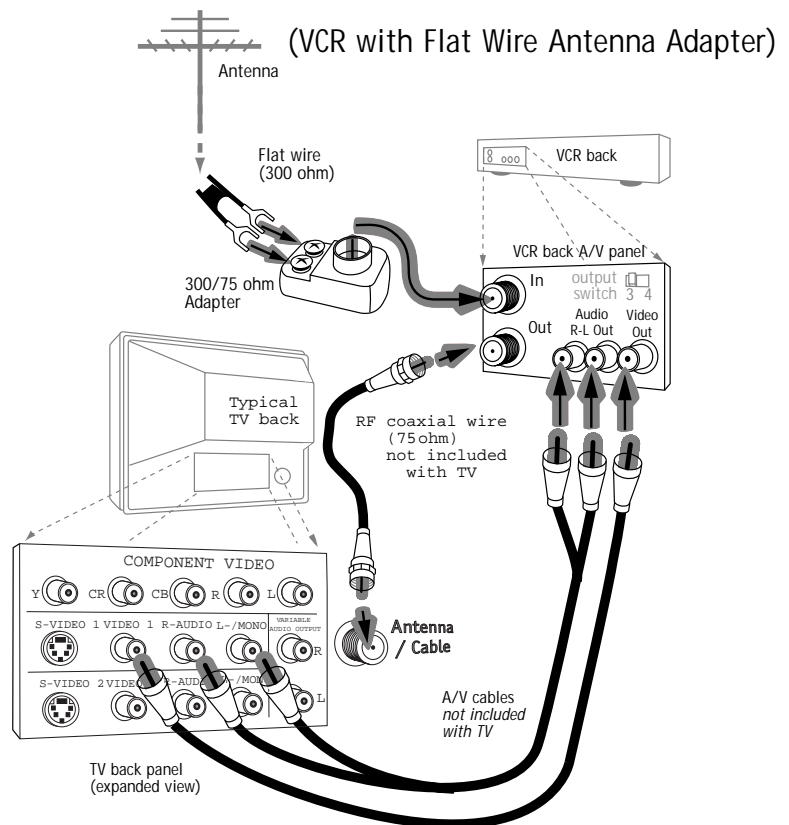 (VCR with Flat Wire Antenna Adapter)
Antenna
Flat wire
(300 ohm)
VCR back
300/75 ohm
Adapter
VCR back A/V panel
In
output
switch 3 4
Out
Audio
R-L Out
Video
Out
Typical
TV back
RF coaxial wire
(75ohm)
not included
with TV
COMPONENT VIDEO
Y CR CB R L
S-VIDEO 1 VIDEO 1 R-AUDIO L-/MONO
VARIABLE
AUDIO OUTPUT
R
S-VIDEO 2 VIDE R-AUD -/MON
L
Antenna
/ Cable
A/V cables
not included
with TV
TV back panel
(expanded view)